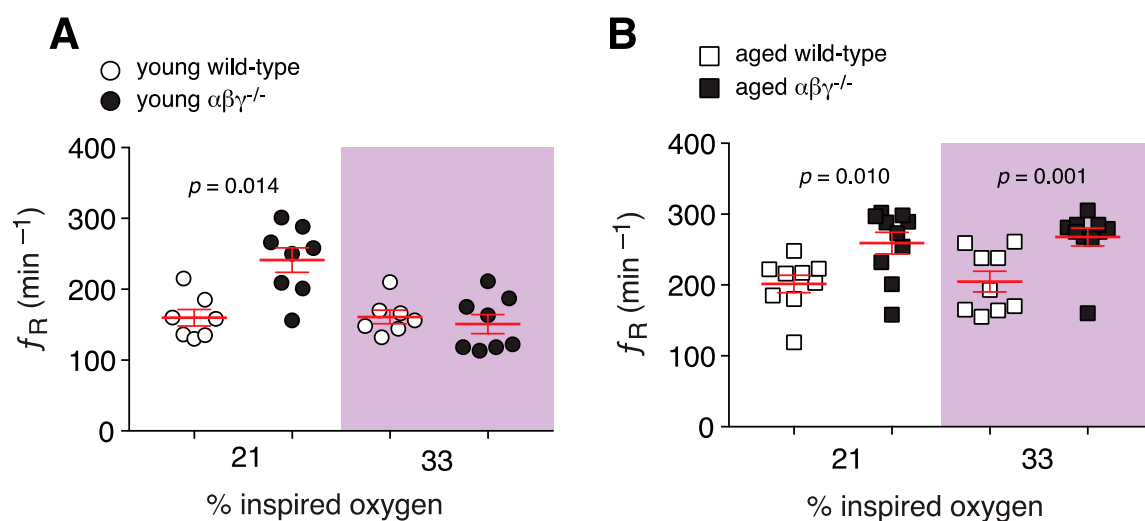 A
young wild-type
young αβγ-/-
400
300
200
100
0
fR (min −1)
p = 0.014
21
33
% inspired oxygen
B
aged wild-type
aged αβγ-/-
400
300
200
100
0
fR (min −1)
p = 0.010
p = 0.001
21
33
% inspired oxygen